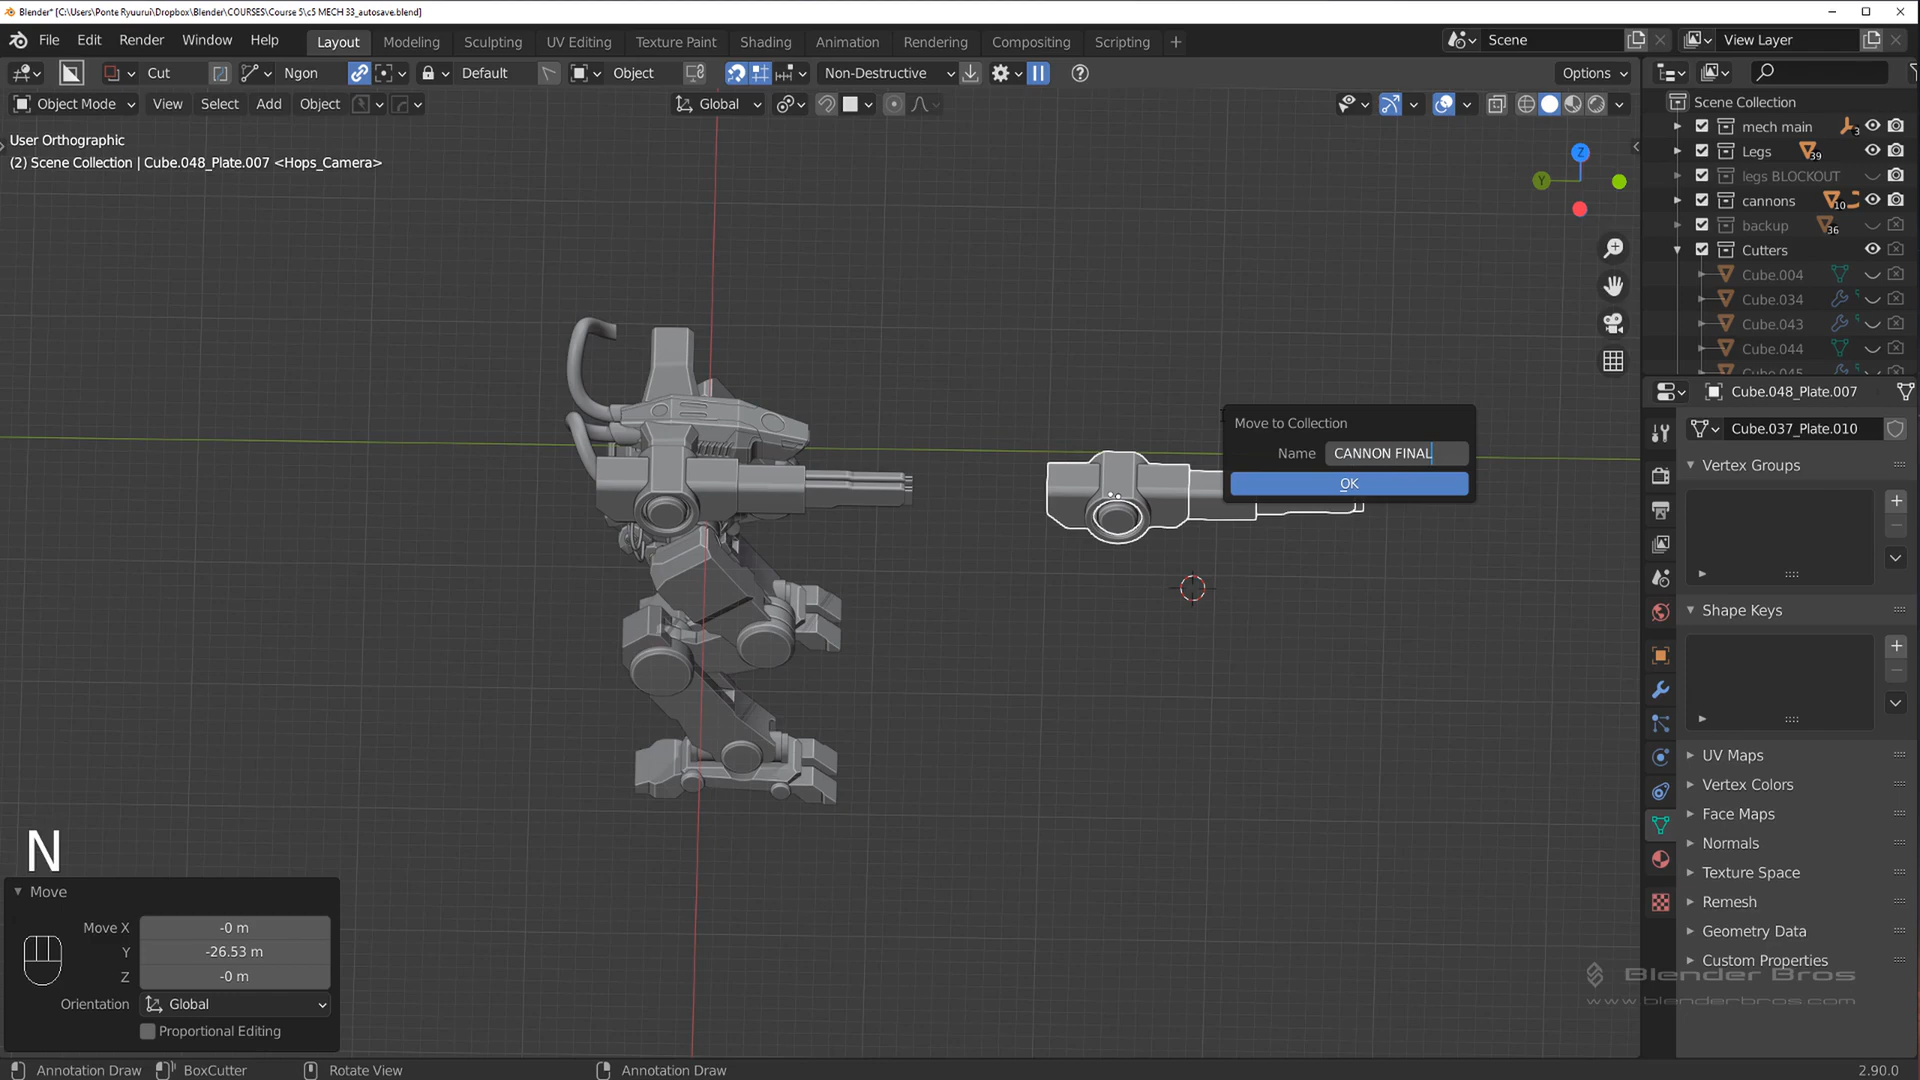 Blender* [C:\Users\Ponte Ryuurui\Dropbox\Blender\COURSES\Course 5\c5 MECH 33_autosave.blend]
File Edit Render Window Help Layout Modeling Sculpting UV Editing Texture Paint Shading Animation Rendering Compositing Scripting + Scene View Layer
Cut Ngon Default Object Non-Destructive Options
Object Mode View Select Add Object Global
User Orthographic
(2) Scene Collection | Cube.048_Plate.007 <Hops_Camera>
Z
Y
Scene Collection
mech main 3
Legs 39
legs BLOCKOUT
cannons 10
backup 36
Cutters
Cube.004
Cube.034
Cube.043
Cube.044
Cube.045
Cube.048_Plate.007
Cube.037_Plate.010
Vertex Groups
Shape Keys
UV Maps
Vertex Colors
Face Maps
Normals
Texture Space
Remesh
Geometry Data
Custom Properties
Move to Collection
Name CANNON FINAL
OK
N
Move
Move X -0 m
Y -26.53 m
Z -0 m
Orientation Global
Proportional Editing
Blender Bros
www.blenderbros.com
Annotation Draw BoxCutter Rotate View Annotation Draw 2.90.0